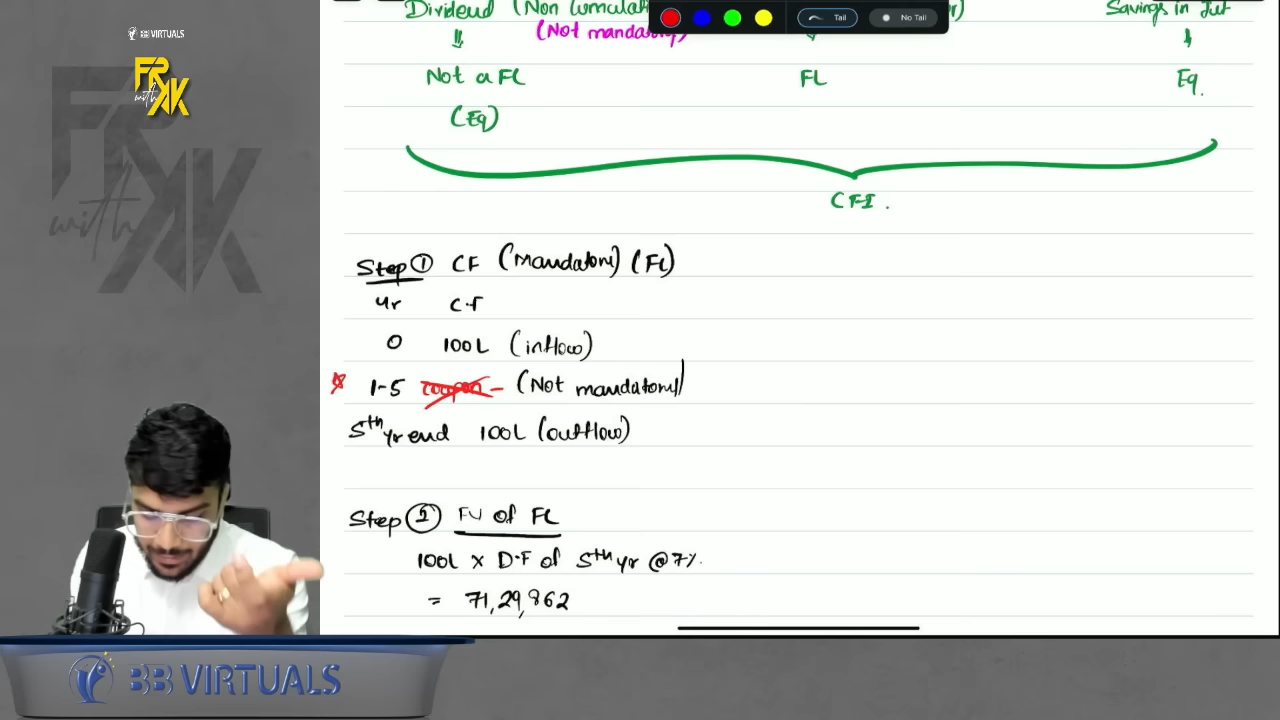 Dividend (Non Cumulati
Savings in Int
(Not mandatory)
Tail
No Tail
BB VIRTUALS
FR
with
AK
Not a FL
FL
Eq.
(Eq)
CFI.
Step ① CF (Mandatory) (FL)
Yr C.F
0 100L (inflow)
1-5 coupon - (Not mandatory)
5th yr end 100L (outflow)
Step ② FV of FL
100L x D.F of 5th yr @7%.
= 71,29,862
BB VIRTUALS